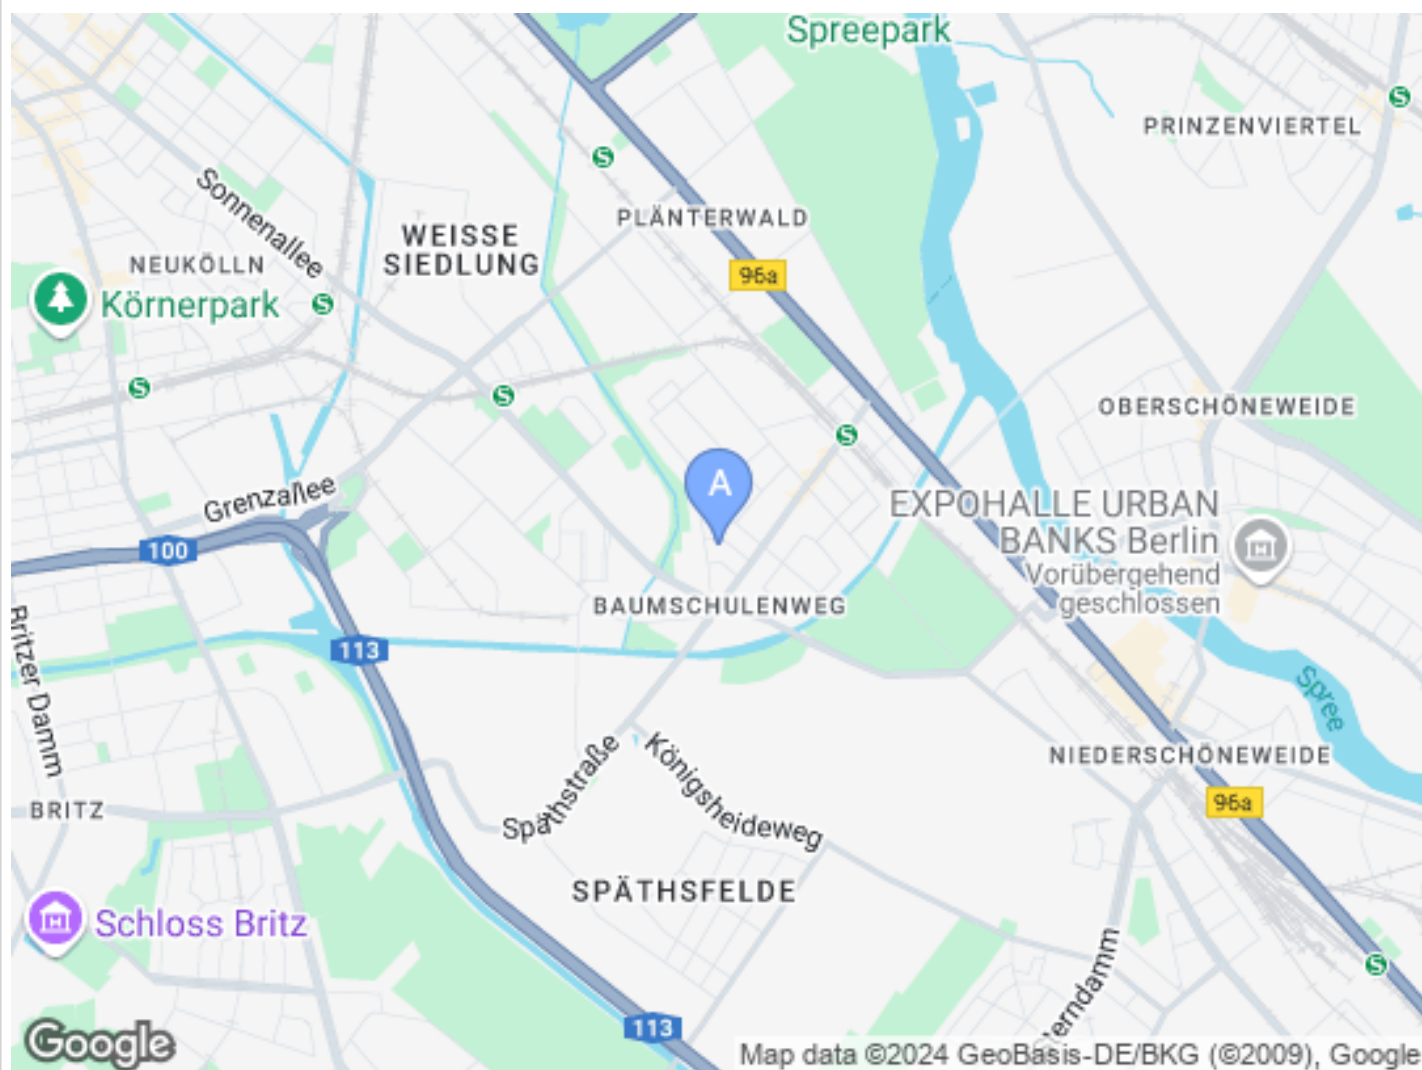 Spreepark
PRINZENVIERTEL
S
S
Sonnenallee
PLÄNTERWALD
WEISSE
SIEDLUNG
NEUKÖLLN
96a
Körnerpark
S
S
S
OBERSCHÖNEWEIDE
S
A
Grenzallee
EXPOHALLE URBAN
BANKS Berlin
Vorübergehend
geschlossen
100
BAUMSCHULENWEG
Britzer Damm
113
Spree
Königsheideweg
Späthstraße
NIEDERSCHÖNEWEIDE
BRITZ
96a
SPÄTHSFELDE
Schloss Britz
S
erndamm
113
Google
Map data ©2024 GeoBasis-DE/BKG (©2009), Google